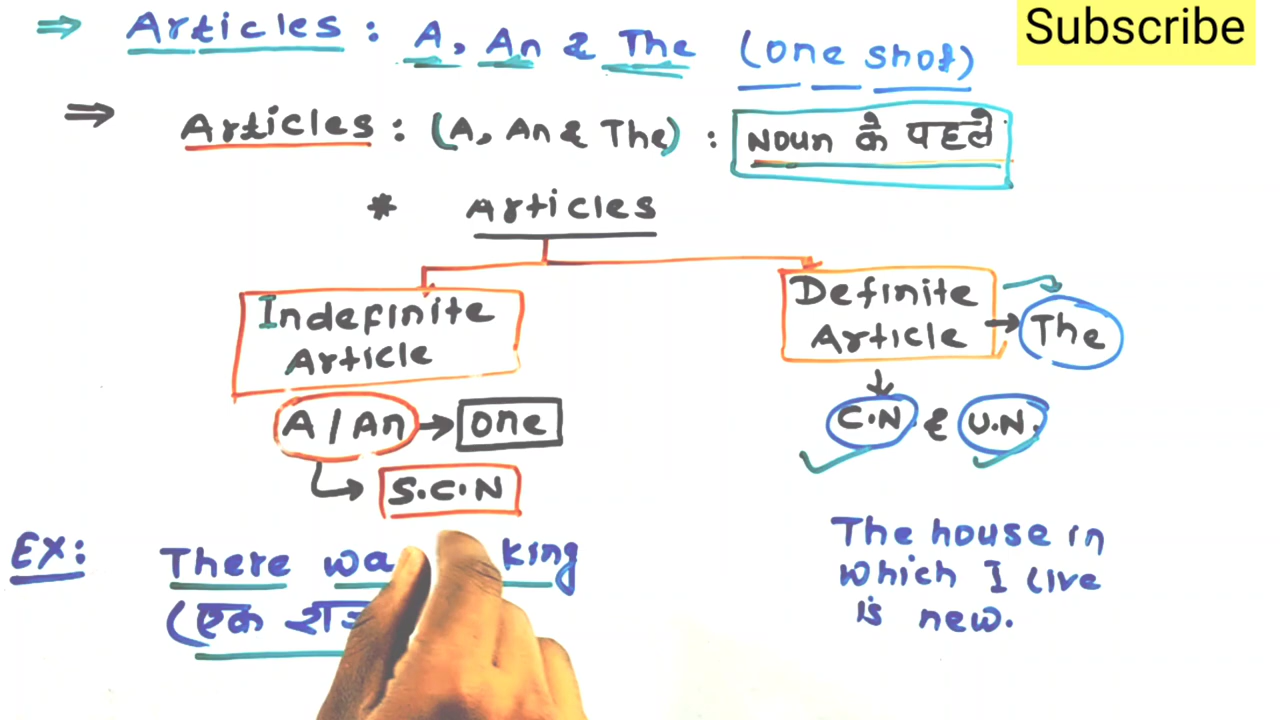 Subscribe
⇒ Articles : A, An & The (one shot)
⇒ Articles : (A, An & The) : Noun के पहले
* Articles
Indefinite
Article
Definite
Article → The
A / An → one
C.N. & U.N.
S.C.N
EX: There king
(एक
The house in
which I live
is new.